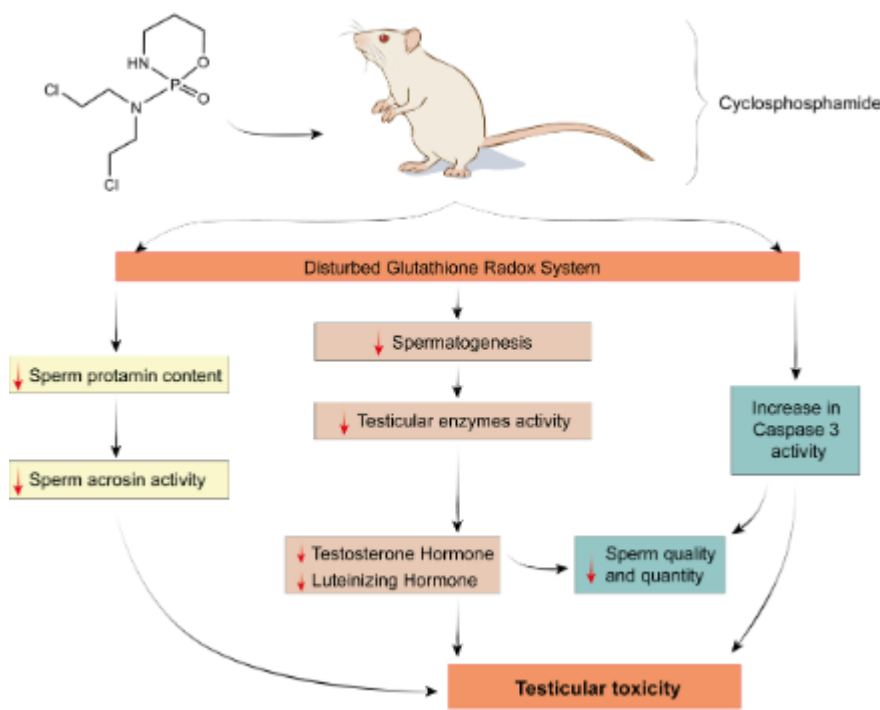 HN
O
P
O
N
Cl
Cl
Cyclosphosphamide
Disturbed Glutathione Radox System
Sperm protamin content
Sperm acrosin activity
Spermatogenesis
Testicular enzymes activity
Testosterone Hormone
Luteinizing Hormone
Increase in
Caspase 3
activity
Sperm quality
and quantity
Testicular toxicity